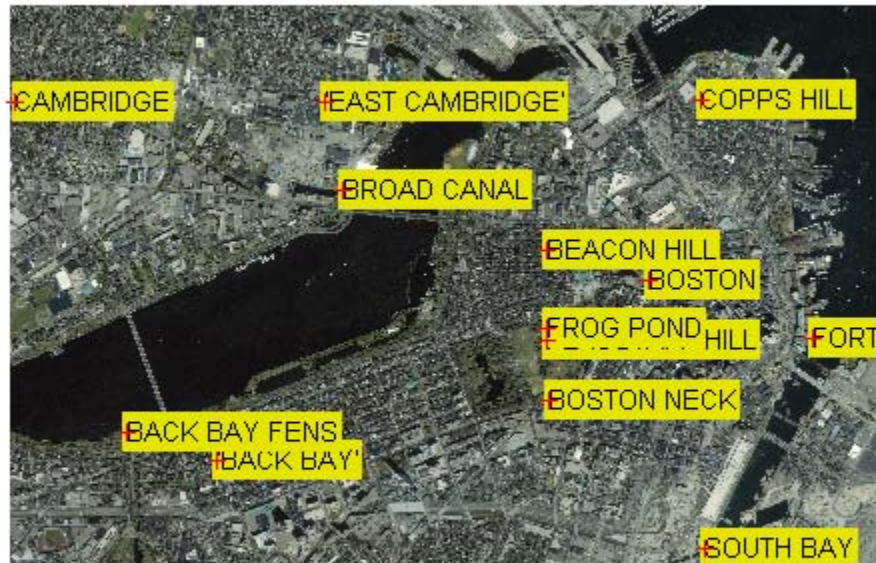 CAMBRIDGE
'EAST CAMBRIDGE'
COPPS HILL
BROAD CANAL
BEACON HILL
BOSTON
FROG POND
HILL
FORT
BOSTON NECK
BACK BAY FENS
'BACK BAY'
SOUTH BAY